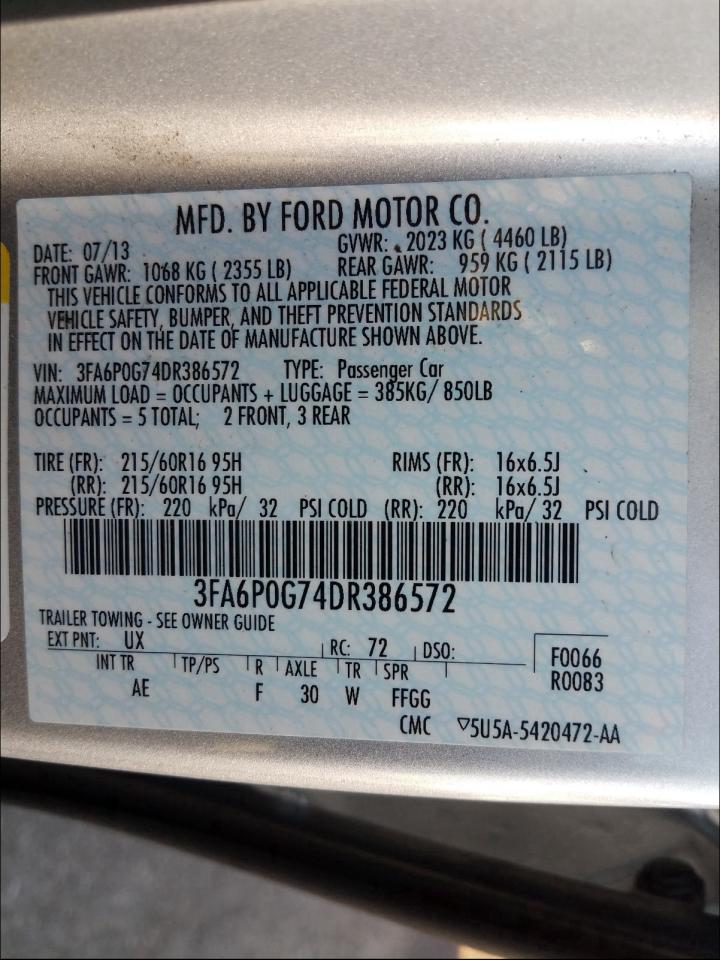 MFD. BY FORD MOTOR CO.
DATE: 07/13 GVWR: 2023 KG ( 4460 LB)
FRONT GAWR: 1068 KG ( 2355 LB) REAR GAWR: 959 KG ( 2115 LB)
THIS VEHICLE CONFORMS TO ALL APPLICABLE FEDERAL MOTOR
VEHICLE SAFETY, BUMPER, AND THEFT PREVENTION STANDARDS
IN EFFECT ON THE DATE OF MANUFACTURE SHOWN ABOVE.
VIN: 3FA6P0G74DR386572 TYPE: Passenger Car
MAXIMUM LOAD = OCCUPANTS + LUGGAGE = 385KG/ 850LB
OCCUPANTS = 5 TOTAL; 2 FRONT, 3 REAR
TIRE (FR): 215/60R16 95H RIMS (FR): 16x6.5J
(RR): 215/60R16 95H (RR): 16x6.5J
PRESSURE (FR): 220 kPa/ 32 PSI COLD (RR): 220 kPa/ 32 PSI COLD
3FA6P0G74DR386572
TRAILER TOWING - SEE OWNER GUIDE
EXT PNT: UX RC: 72 DSO: F0066
INT TR TP/PS R AXLE TR SPR R0083
AE F 30 W FFGG
CMC ▽5U5A-5420472-AA